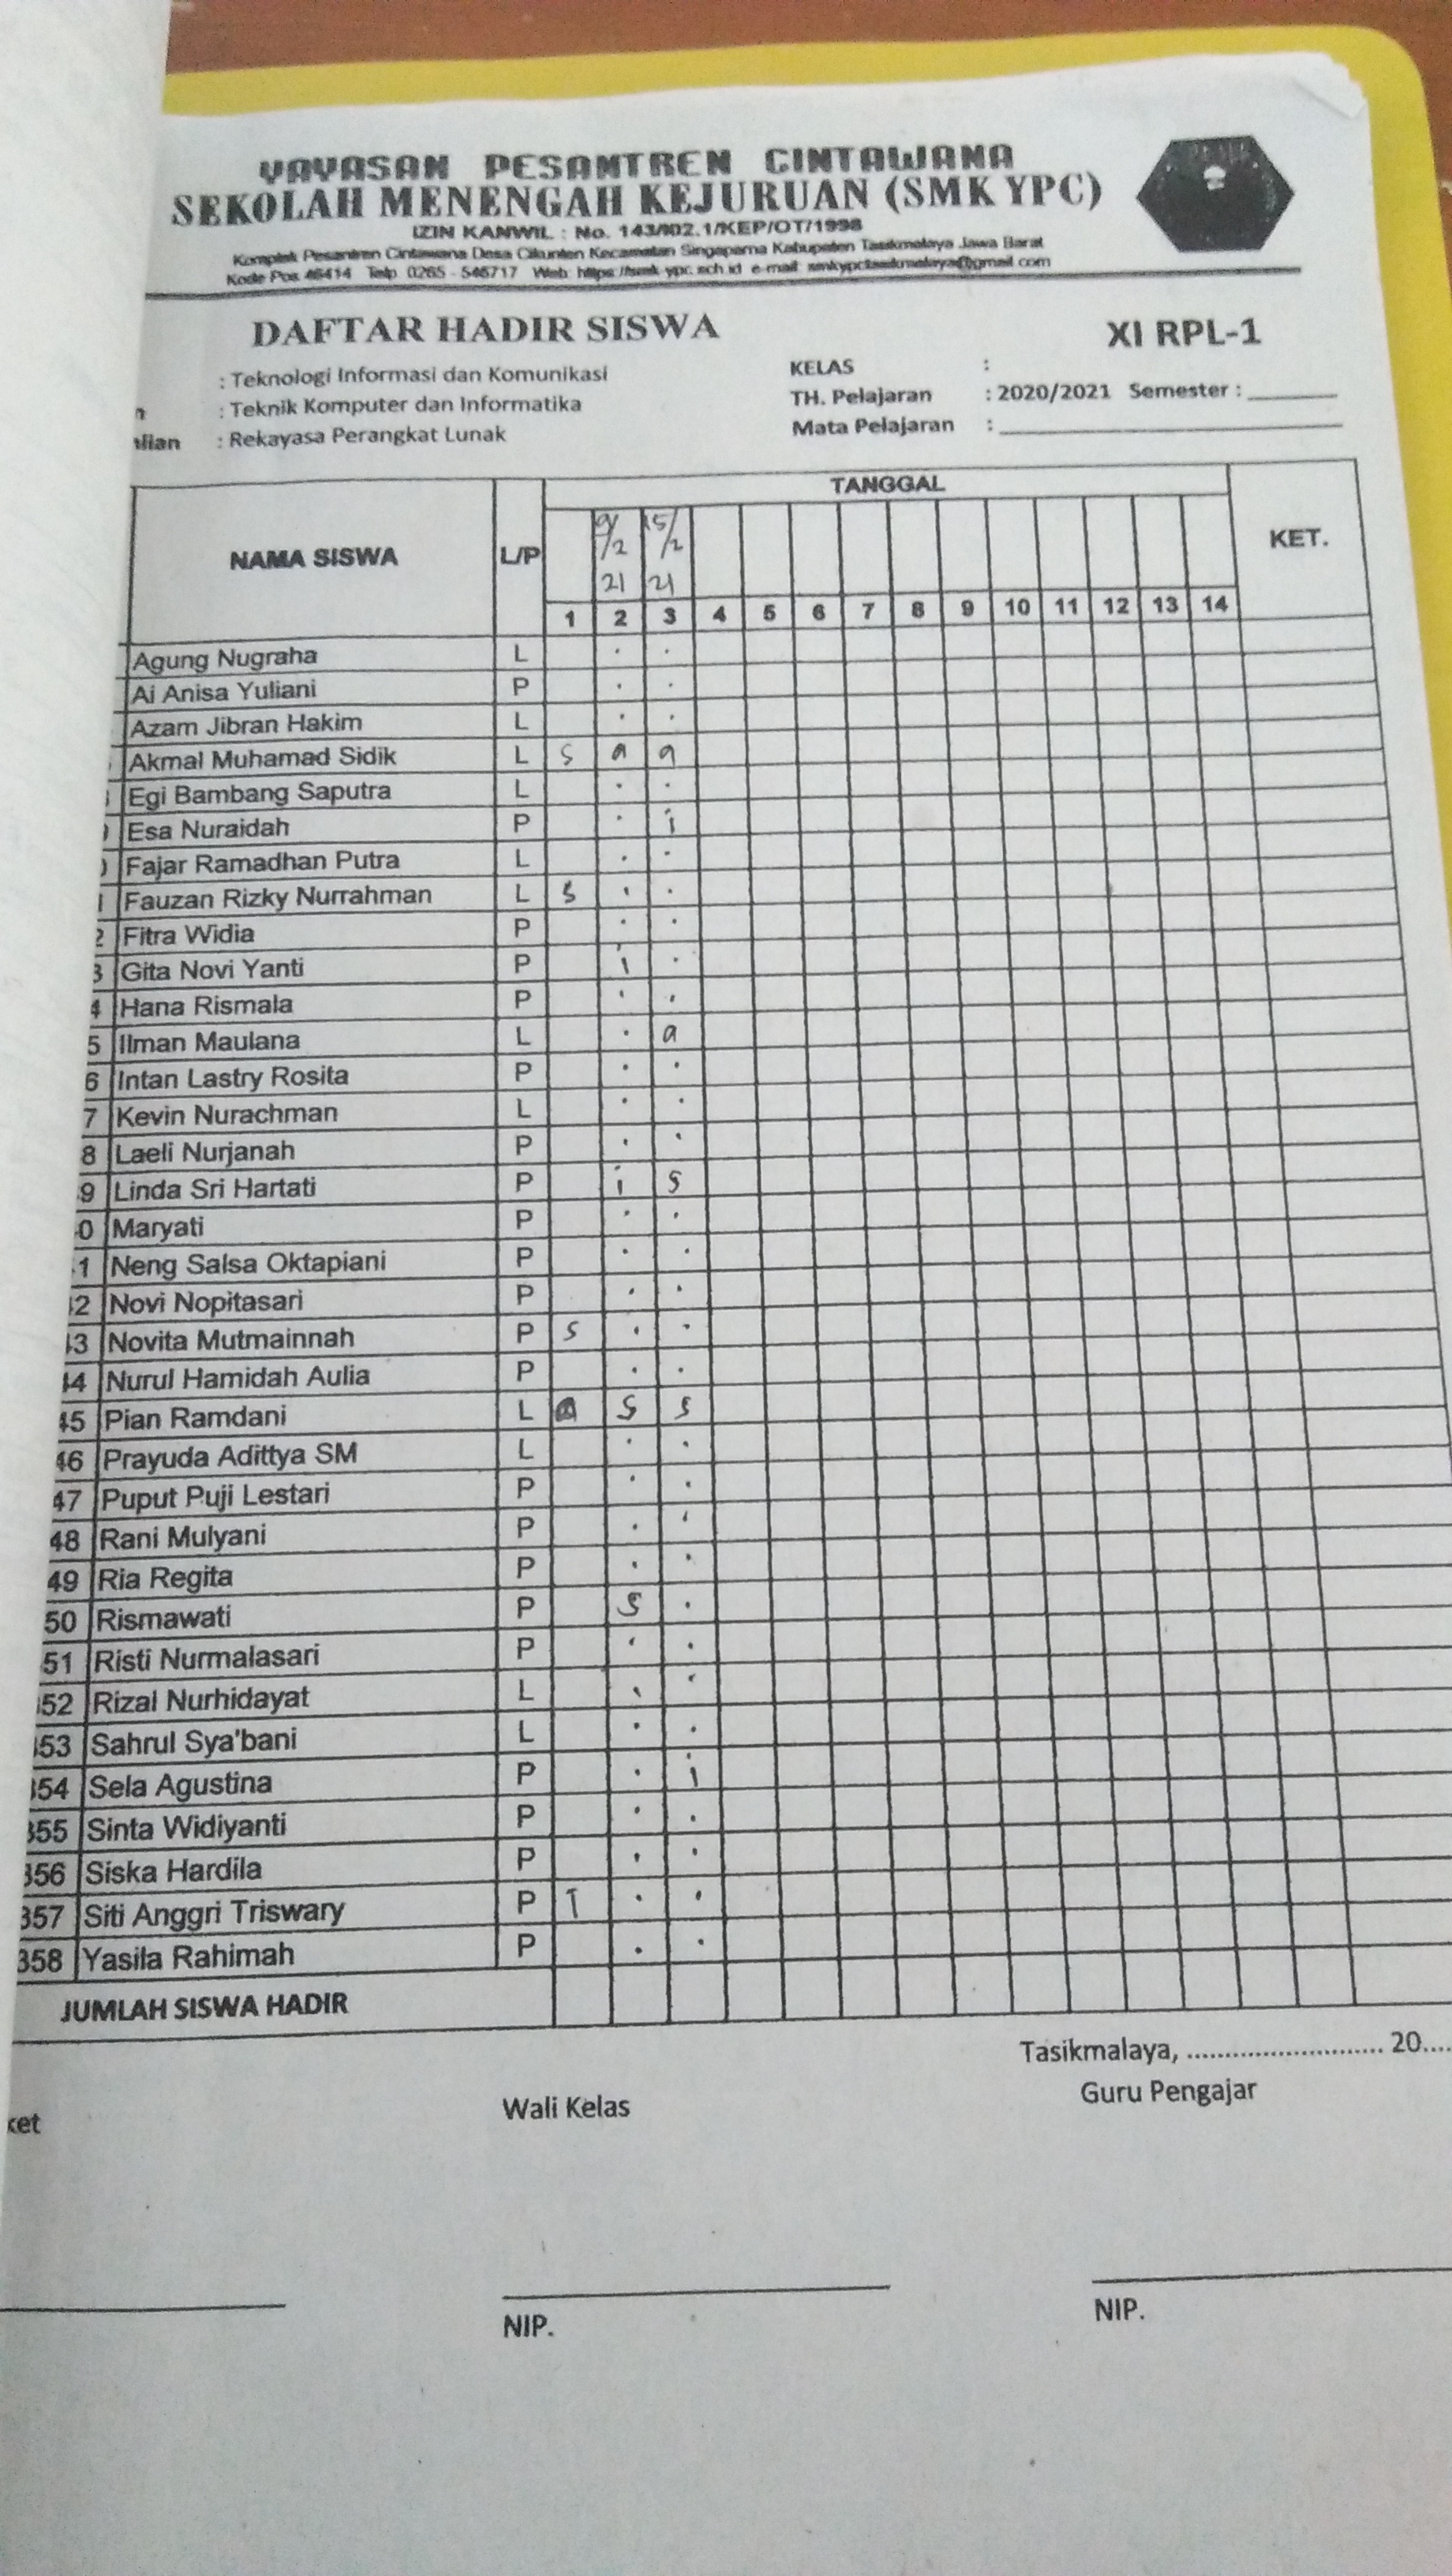 YAYASAN PESANTREN CINTAWANA
SEKOLAH MENENGAH KEJURUAN (SMK YPC)
IZIN KANWIL : No. 143/I02.1/KEP/OT/1998
Komplek Pesantren Cintawana Desa Cikunten Kecamatan Singaparna Kabupaten Tasikmalaya Jawa Barat
Kode Pos 46414 Telp. 0265 - 546717 Web: https://smk-ypc.sch.id e-mail: smkypctasikmalaya@gmail.com
DAFTAR HADIR SISWA XI RPL-1
: Teknologi Informasi dan Komunikasi KELAS :
: Teknik Komputer dan Informatika TH. Pelajaran : 2020/2021 Semester :
: Rekayasa Perangkat Lunak Mata Pelajaran :
NAMA SISWA L/P TANGGAL KET.
9/2 21 15/2 21
1 2 3 4 5 6 7 8 9 10 11 12 13 14
Agung Nugraha L . .
Ai Anisa Yuliani P . .
Azam Jibran Hakim L . .
Akmal Muhamad Sidik L s a a
Egi Bambang Saputra L . .
Esa Nuraidah P . i
Fajar Ramadhan Putra L . .
Fauzan Rizky Nurrahman L s . .
2 Fitra Widia P . .
3 Gita Novi Yanti P i .
4 Hana Rismala P . .
5 Ilman Maulana L . a
6 Intan Lastry Rosita P . .
7 Kevin Nurachman L . .
8 Laeli Nurjanah P . .
9 Linda Sri Hartati P i s
0 Maryati P . .
1 Neng Salsa Oktapiani P . .
2 Novi Nopitasari P . .
3 Novita Mutmainnah P s . .
4 Nurul Hamidah Aulia P . .
45 Pian Ramdani L a s s
46 Prayuda Adittya SM L . .
47 Puput Puji Lestari P . .
48 Rani Mulyani P . .
49 Ria Regita P . .
50 Rismawati P s .
51 Risti Nurmalasari P . .
52 Rizal Nurhidayat L . .
53 Sahrul Sya'bani L . .
54 Sela Agustina P . i
355 Sinta Widiyanti P . .
356 Siska Hardila P . .
357 Siti Anggri Triswary P I . .
358 Yasila Rahimah P . .
JUMLAH SISWA HADIR
Tasikmalaya, .......................... 20....
Wali Kelas Guru Pengajar
NIP. NIP.